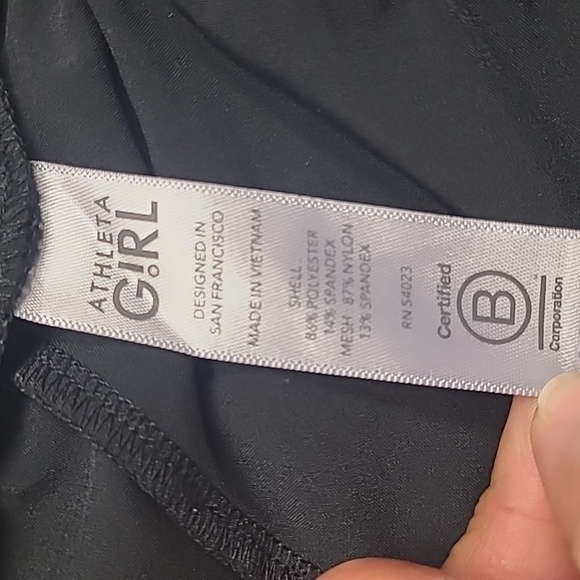 ATHLETA
GIRL
DESIGNED IN
SAN FRANCISCO
MADE IN VIETNAM
SHELL
86% POLYESTER
14% SPANDEX
MESH 87% NYLON
13% SPANDEX
RN 54023
Certified
B
Corporation